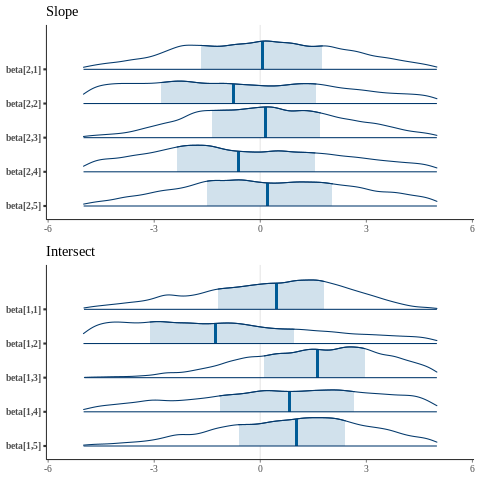 Slope
beta[2,1]
beta[2,2]
beta[2,3]
beta[2,4]
beta[2,5]
-6 -3 0 3 6
Intersect
beta[1,1]
beta[1,2]
beta[1,3]
beta[1,4]
beta[1,5]
-6 -3 0 3 6